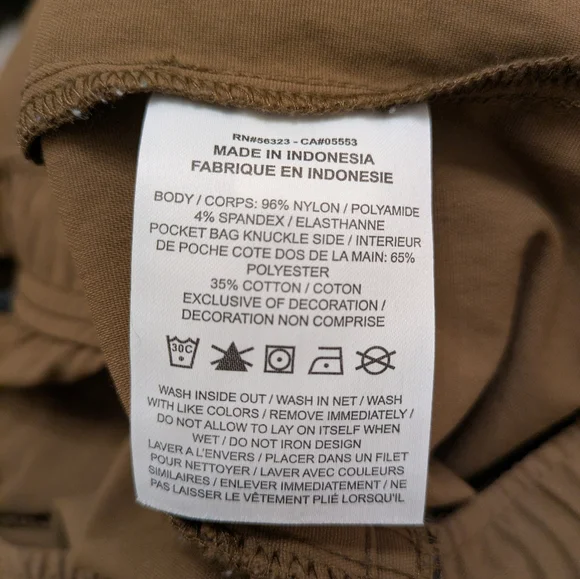 RN#56323 - CA#05553
MADE IN INDONESIA
FABRIQUE EN INDONESIE
BODY / CORPS: 96% NYLON / POLYAMIDE
4% SPANDEX / ELASTHANNE
POCKET BAG KNUCKLE SIDE / INTERIEUR
DE POCHE COTE DOS DE LA MAIN: 65%
POLYESTER
35% COTTON / COTON
EXCLUSIVE OF DECORATION /
DECORATION NON COMPRISE
30C
WASH INSIDE OUT / WASH IN NET / WASH
WITH LIKE COLORS / REMOVE IMMEDIATELY /
DO NOT ALLOW TO LAY ON ITSELF WHEN
WET / DO NOT IRON DESIGN
LAVER A L'ENVERS / PLACER DANS UN FILET
POUR NETTOYER / LAVER AVEC COULEURS
SIMILAIRES / ENLEVER IMMEDIATEMENT / NE
PAS LAISSER LE VÊTEMENT PLIÉ LORSQU'IL